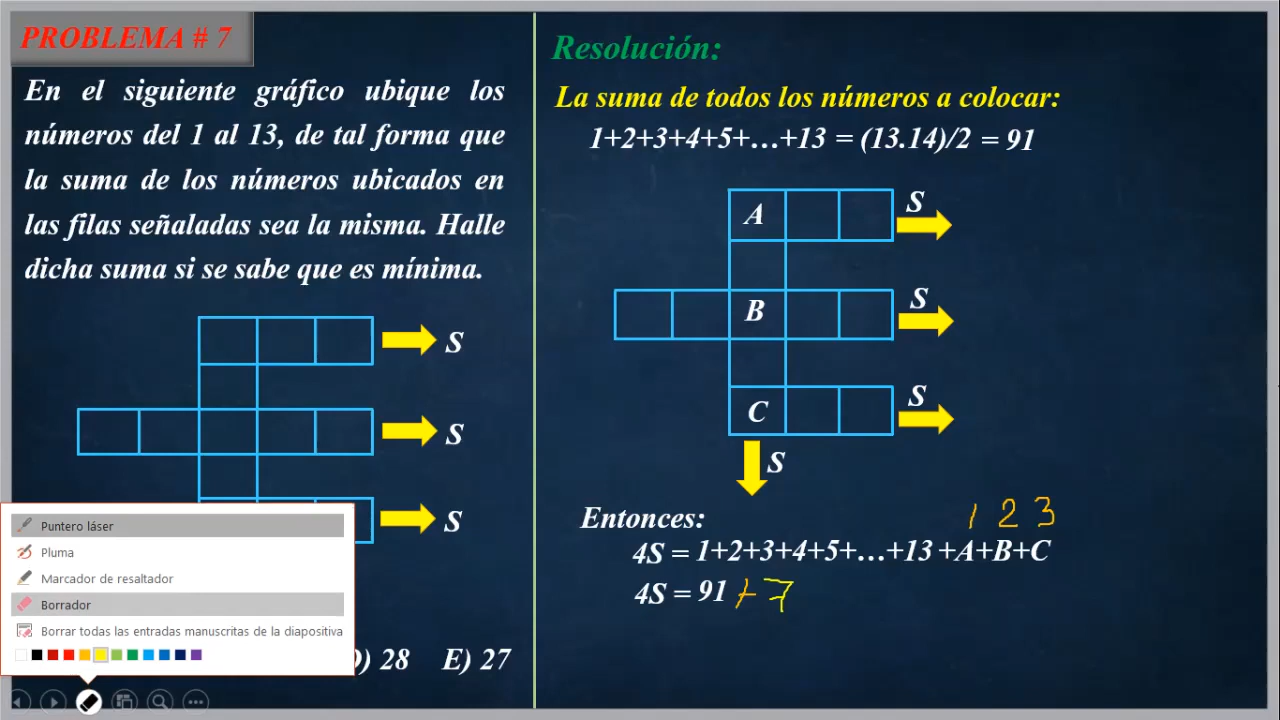 PROBLEMA # 7
En el siguiente gráfico ubique los
números del 1 al 13, de tal forma que
la suma de los números ubicados en
las filas señaladas sea la misma. Halle
dicha suma si se sabe que es mínima.
S
S
S
Puntero láser
Pluma
Marcador de resaltador
Borrador
Borrar todas las entradas manuscritas de la diapositiva
) 28 E) 27
Resolución:
La suma de todos los números a colocar:
1+2+3+4+5+…+13 = (13.14)/2 = 91
A S
B S
C S
S
Entonces:
1 2 3
4S = 1+2+3+4+5+…+13 +A+B+C
4S = 91 + 7